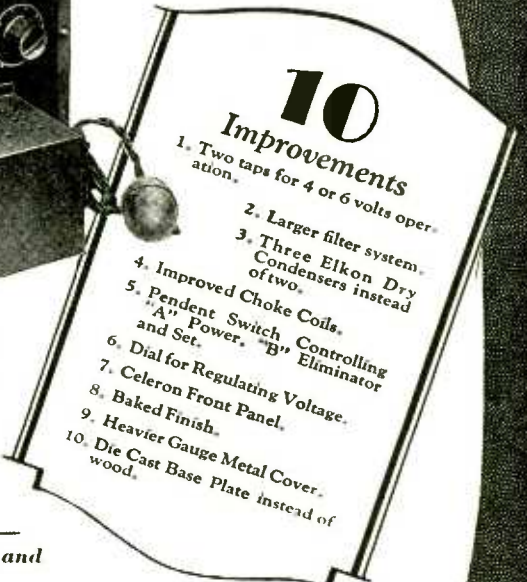 10
Improvements
1. Two taps for 4 or 6 volts oper-
ation.
2. Larger filter system.
3. Three Elkon Dry
Condensers instead
of two.
4. Improved Choke Coils.
5. Pendent Switch Controlling
"A" Power, "B" Eliminator
and Set.
6. Dial for Regulating Voltage.
7. Celeron Front Panel.
8. Baked Finish.
9. Heavier Gauge Metal Cover.
10. Die Cast Base Plate instead of
wood.
and